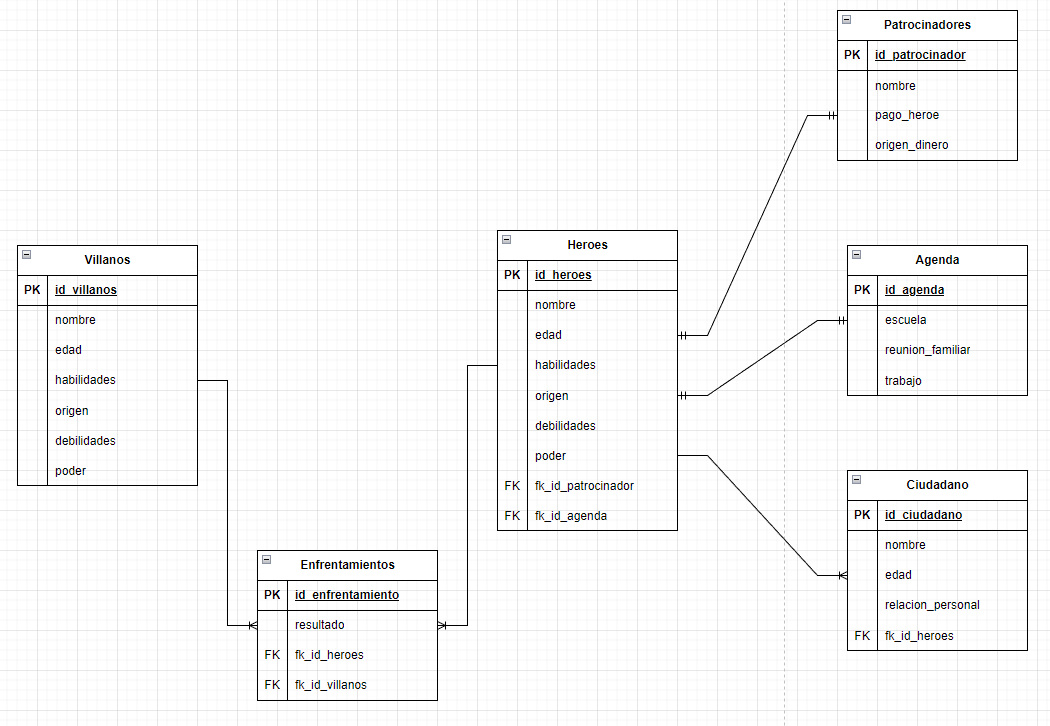 Patrocinadores
PK id_patrocinador
nombre
pago_heroe
origen_dinero
Villanos
PK id_villanos
nombre
edad
habilidades
origen
debilidades
poder
Heroes
PK id_heroes
nombre
edad
habilidades
origen
debilidades
poder
FK fk_id_patrocinador
FK fk_id_agenda
Agenda
PK id_agenda
escuela
reunion_familiar
trabajo
Enfrentamientos
PK id_enfrentamiento
resultado
FK fk_id_heroes
FK fk_id_villanos
Ciudadano
PK id_ciudadano
nombre
edad
relacion_personal
FK fk_id_heroes